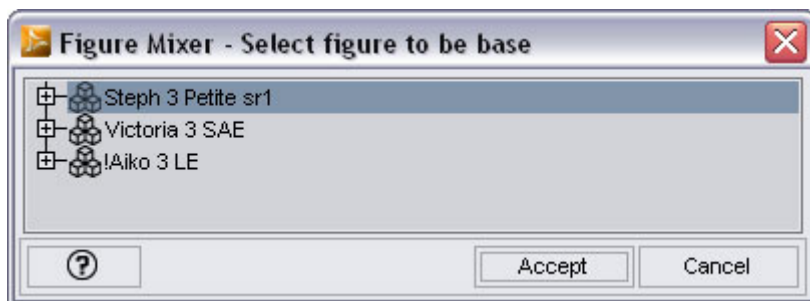 Figure Mixer - Select figure to be base
Steph 3 Petite sr1
Victoria 3 SAE
!Aiko 3 LE
?
Accept
Cancel